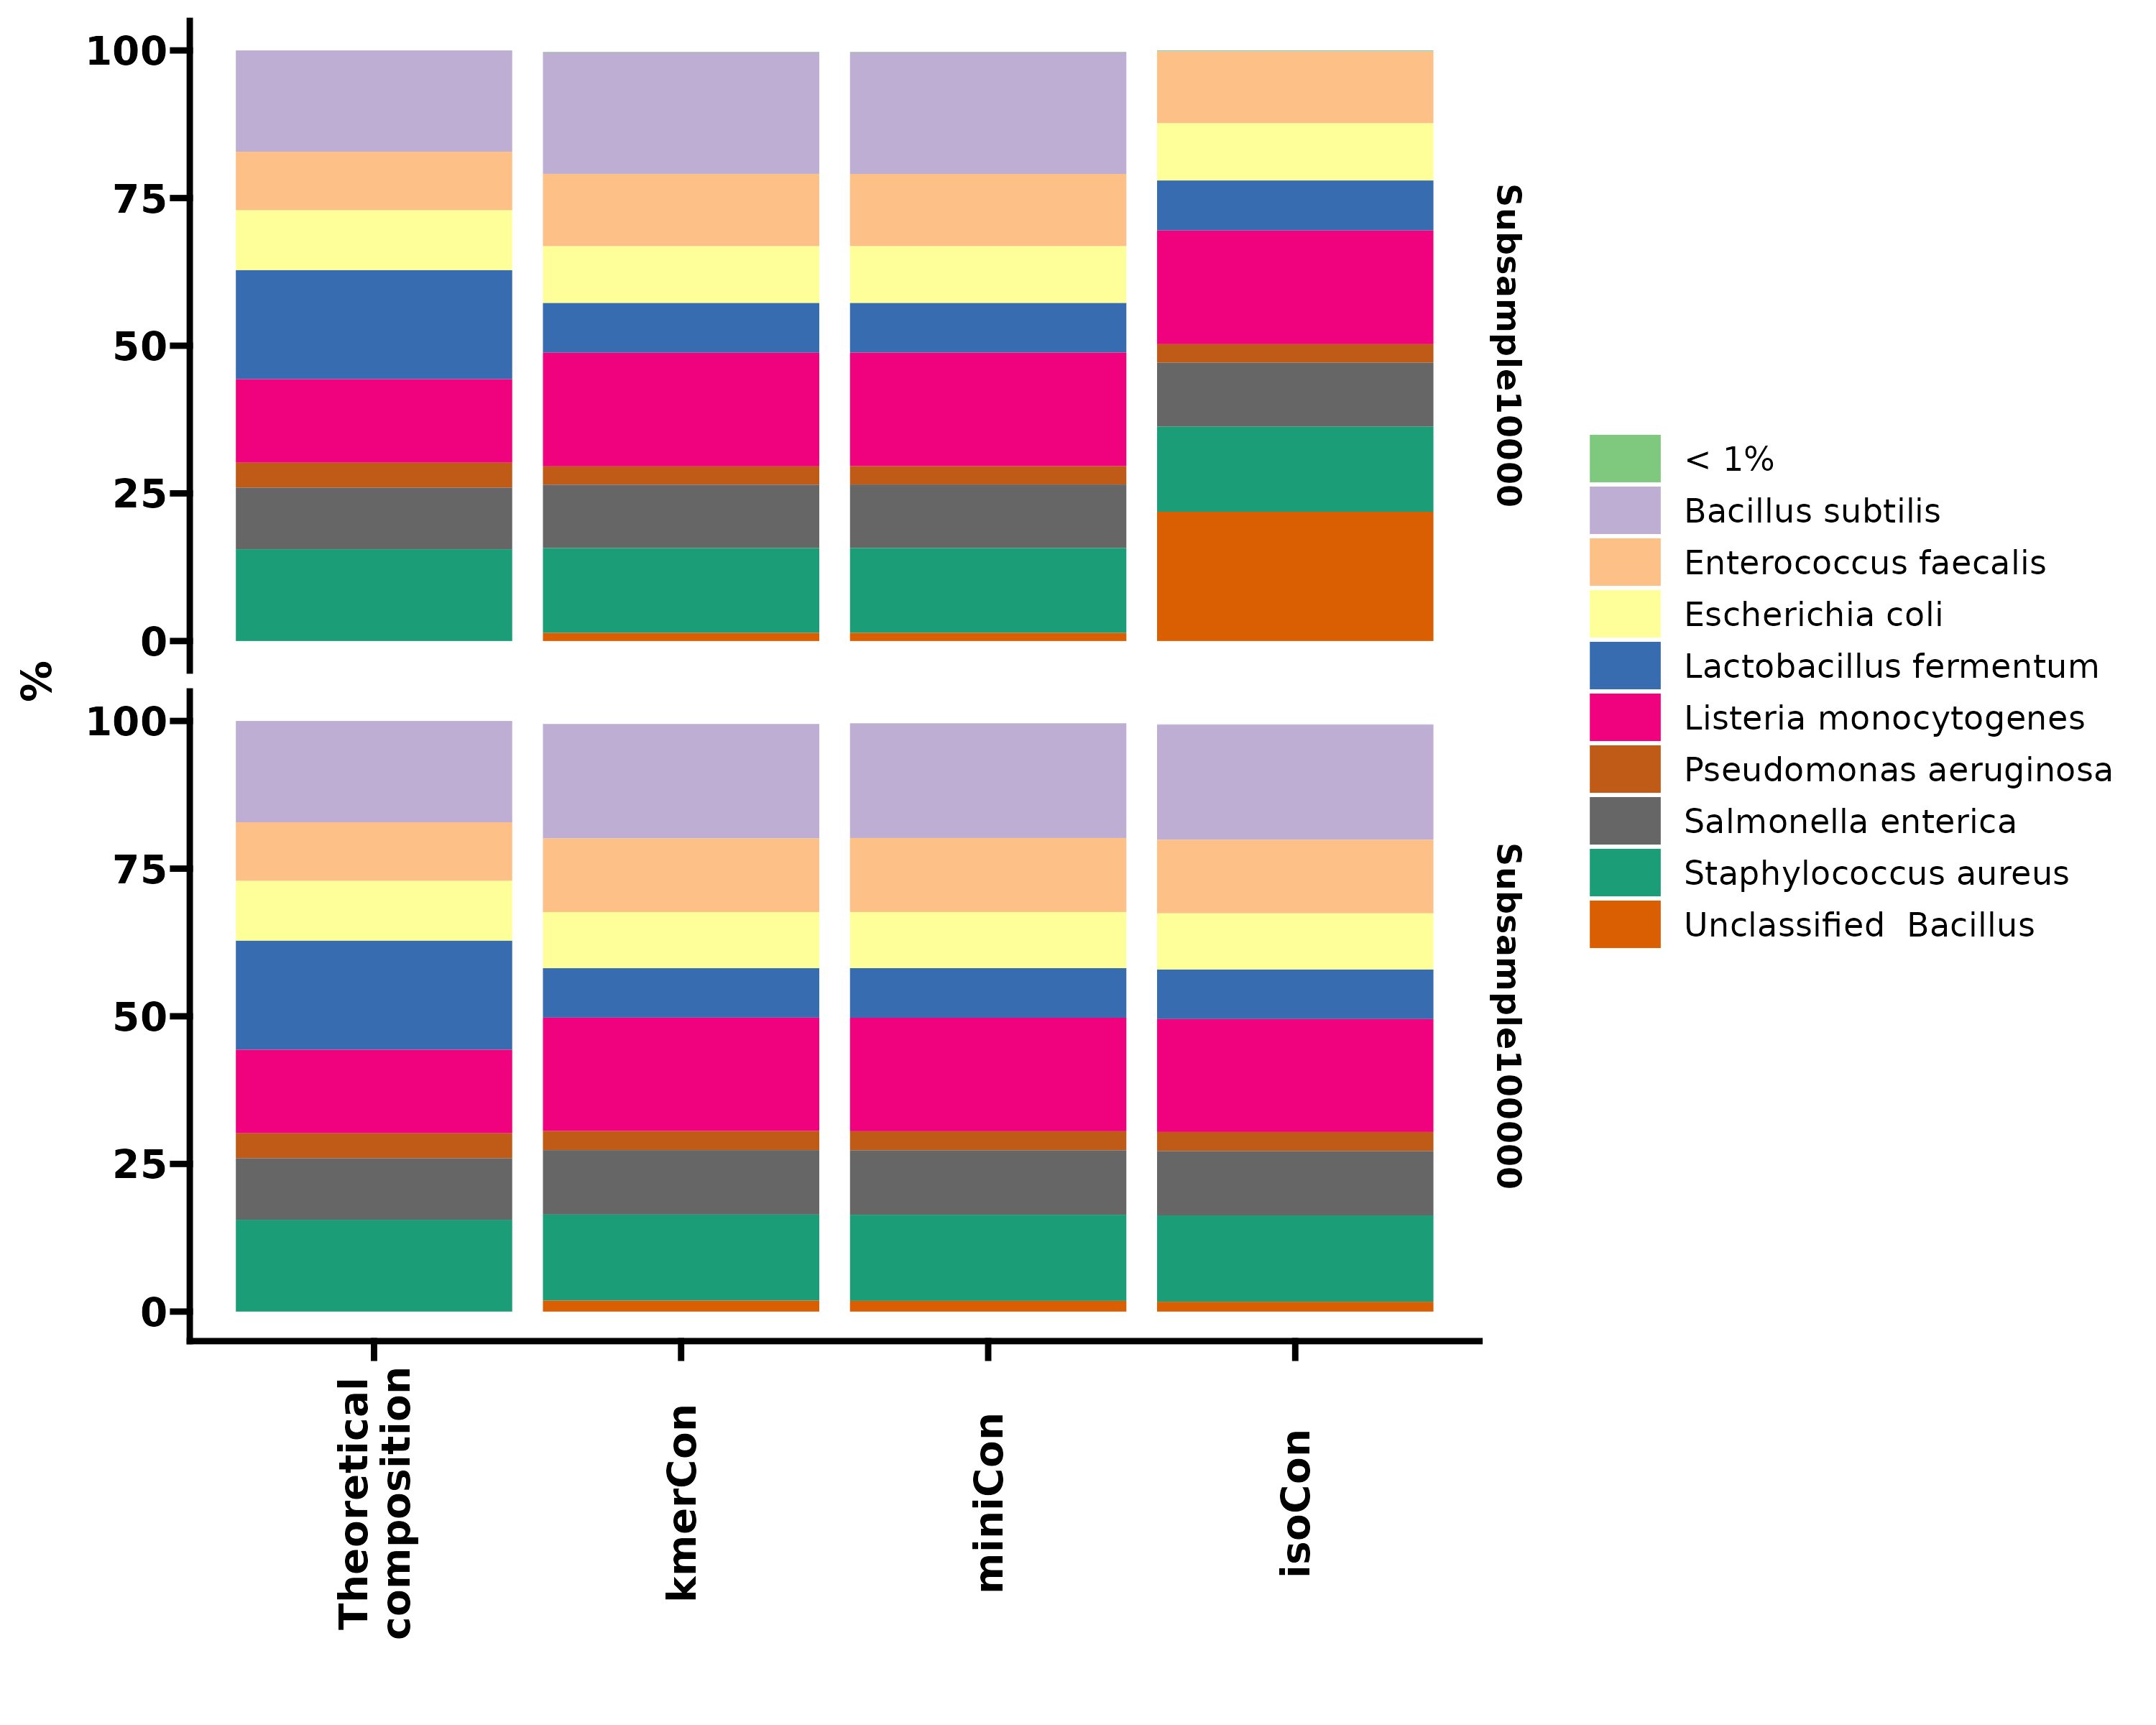 %
100
75
50
25
0
Subsample10000
100
75
50
25
0
Subsample100000
Theoretical
composition
kmerCon
miniCon
isoCon
< 1%
Bacillus subtilis
Enterococcus faecalis
Escherichia coli
Lactobacillus fermentum
Listeria monocytogenes
Pseudomonas aeruginosa
Salmonella enterica
Staphylococcus aureus
Unclassified  Bacillus